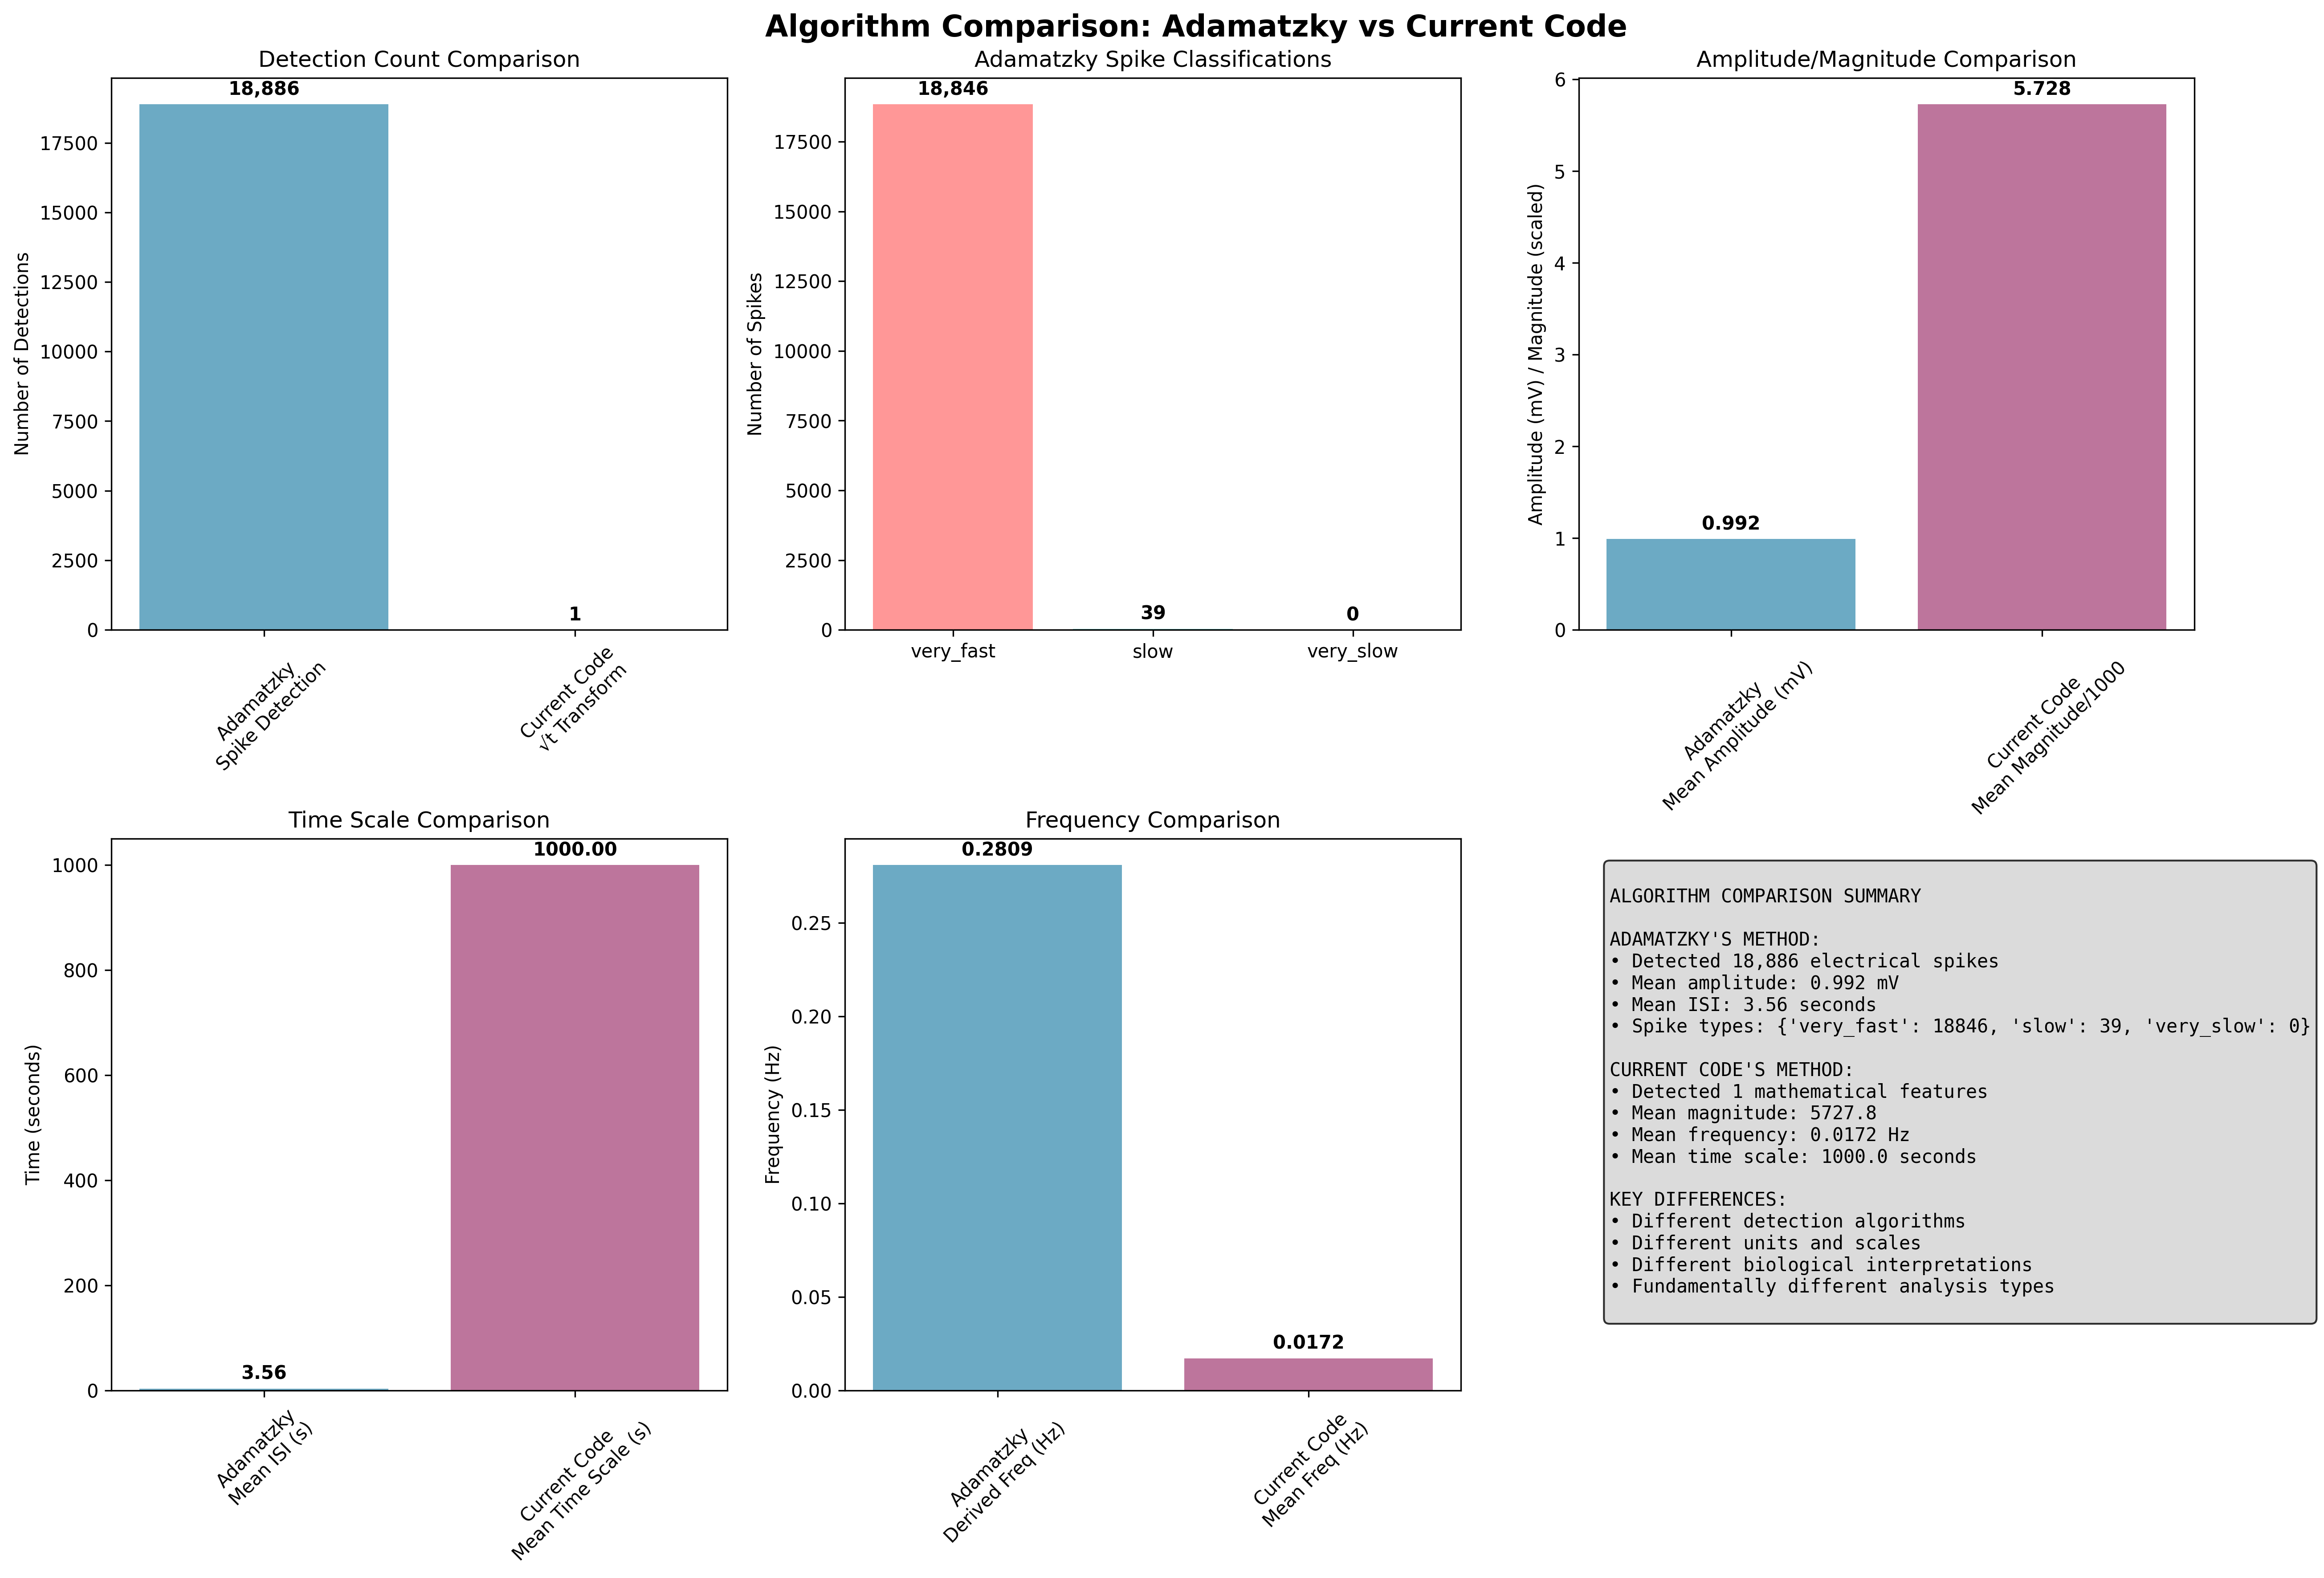 Algorithm Comparison: Adamatzky vs Current Code
Detection Count Comparison
18,886
1
17500
15000
12500
10000
7500
5000
2500
0
Number of Detections
Adamatzky
Spike Detection
Current Code
√t Transform
Adamatzky Spike Classifications
18,846
39
0
17500
15000
12500
10000
7500
5000
2500
0
Number of Spikes
very_fast
slow
very_slow
Amplitude/Magnitude Comparison
5.728
0.992
6
5
4
3
2
1
0
Amplitude (mV) / Magnitude (scaled)
Adamatzky
Mean Amplitude (mV)
Current Code
Mean Magnitude/1000
Time Scale Comparison
1000.00
3.56
1000
800
600
400
200
0
Time (seconds)
Adamatzky
Mean ISI (s)
Current Code
Mean Time Scale (s)
Frequency Comparison
0.2809
0.0172
0.25
0.20
0.15
0.10
0.05
0.00
Frequency (Hz)
Adamatzky
Derived Freq (Hz)
Current Code
Mean Freq (Hz)
ALGORITHM COMPARISON SUMMARY
ADAMATZKY'S METHOD:
• Detected 18,886 electrical spikes
• Mean amplitude: 0.992 mV
• Mean ISI: 3.56 seconds
• Spike types: {'very_fast': 18846, 'slow': 39, 'very_slow': 0}
CURRENT CODE'S METHOD:
• Detected 1 mathematical features
• Mean magnitude: 5727.8
• Mean frequency: 0.0172 Hz
• Mean time scale: 1000.0 seconds
KEY DIFFERENCES:
• Different detection algorithms
• Different units and scales
• Different biological interpretations
• Fundamentally different analysis types